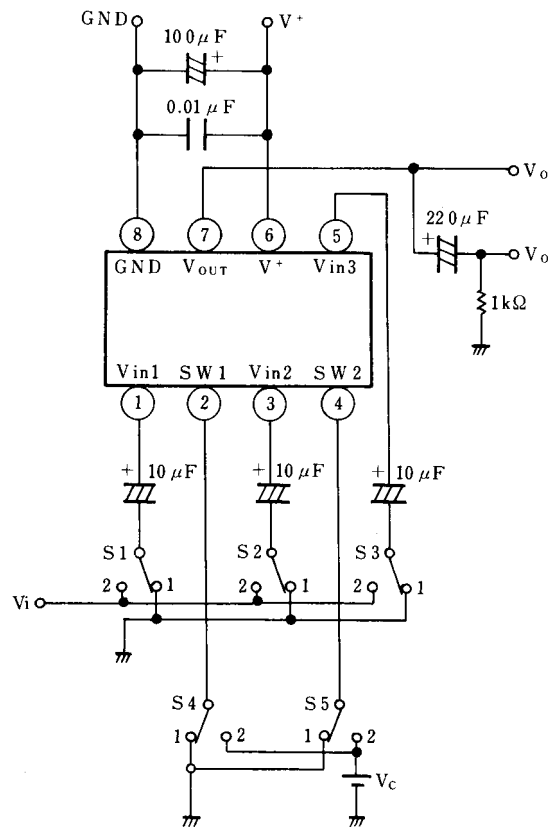 GND V⁺
100μF
+
0.01μF
Vo
220μF
+
Vo
1kΩ
8 7 6 5
GND VOUT V⁺ Vin3
Vin1 SW1 Vin2 SW2
1 2 3 4
+ 10μF + 10μF + 10μF
S1 S2 S3
2 1 2 1 2 1
Vi
S4 S5
1 2 1 2
Vc